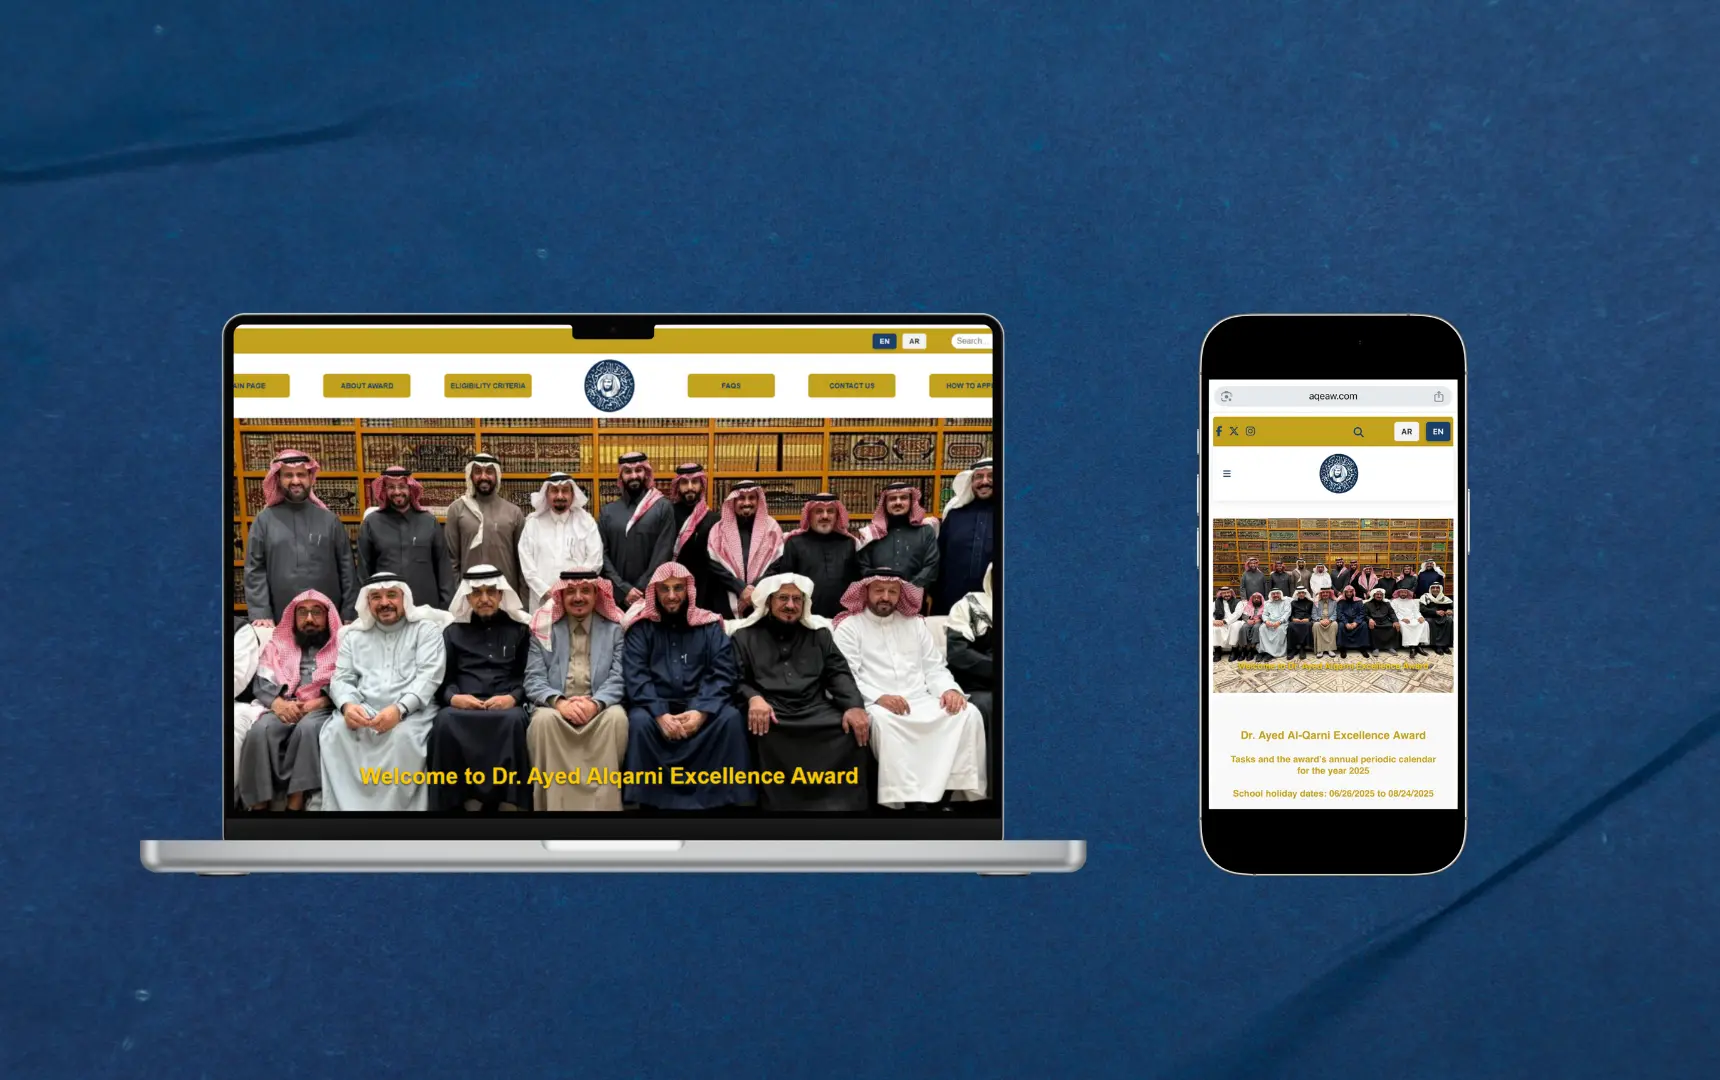 EN AR Search...
AIN PAGE ABOUT AWARD ELIGIBILITY CRITERIA FAQS CONTACT US HOW TO APP
Welcome to Dr. Ayed Alqarni Excellence Award
aqeaw.com
AR EN
Welcome to Dr. Ayed Alqarni Excellence Award
Dr. Ayed Al-Qarni Excellence Award
Tasks and the award's annual periodic calendar
for the year 2025
School holiday dates: 06/26/2025 to 08/24/2025